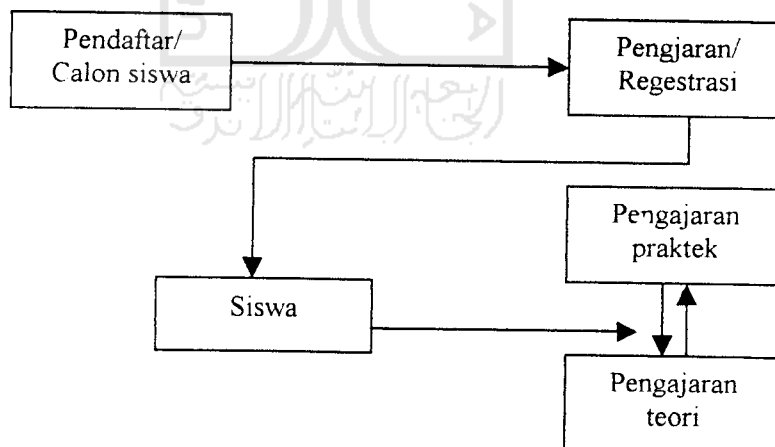 Pendaftar/
Calon siswa
Pengjaran/
Regestrasi
Pengajaran
praktek
Siswa
Pengajaran
teori